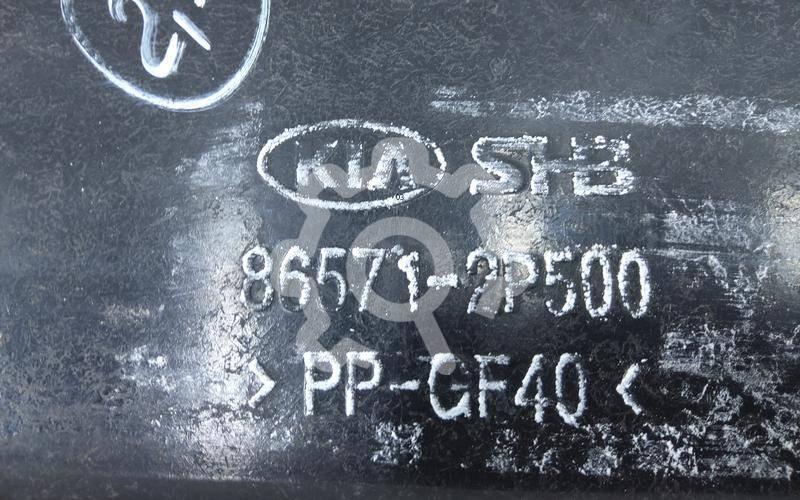 KIA SHB
86571-2P500
> PP-GF40 <